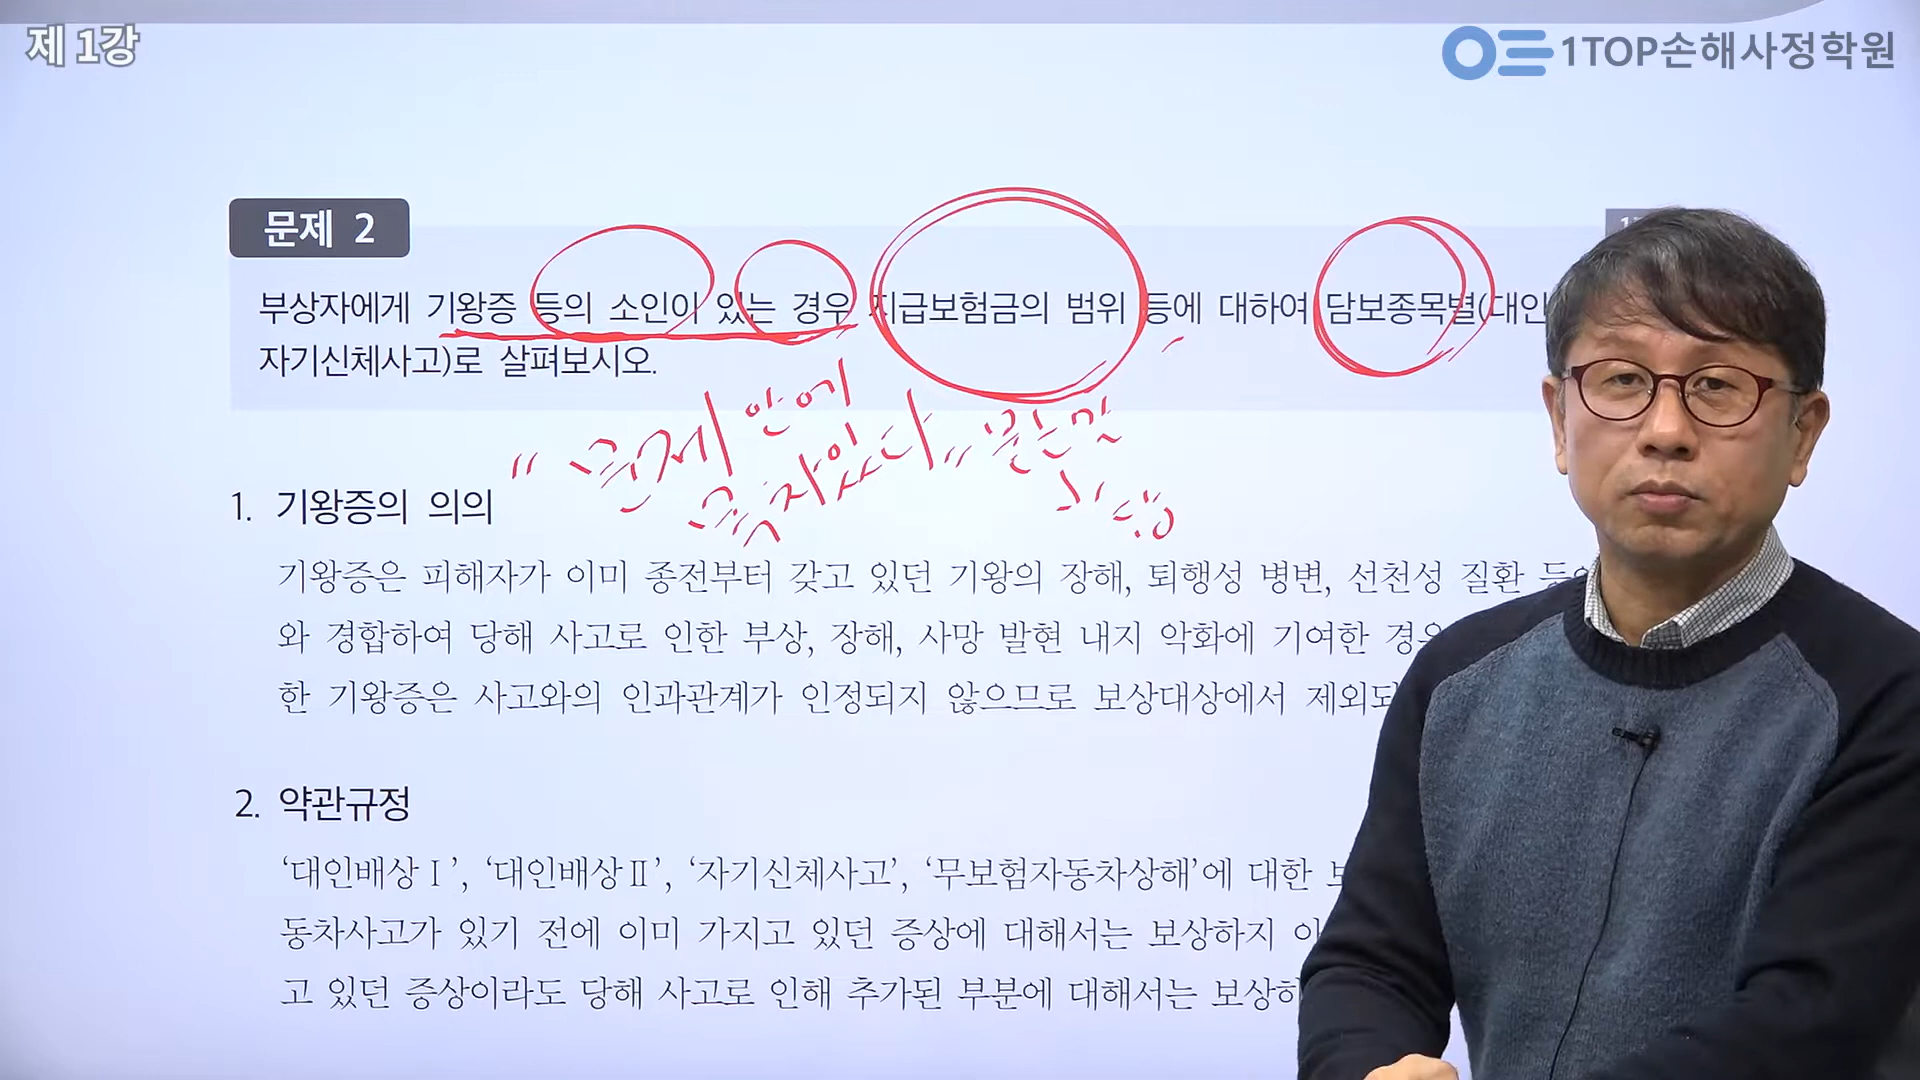 제 1강
1TOP손해사정학원
문제 2
부상자에게 기왕증 등의 소인이 있는 경우 지급보험금의 범위 등에 대하여 담보종목별(대인
자기신체사고)로 살펴보시오.
"문제 안에
목차있다" 묻는말
1. 기왕증의 의의
기왕증은 피해자가 이미 종전부터 갖고 있던 기왕의 장해, 퇴행성 병변, 선천성 질환
와 경합하여 당해 사고로 인한 부상, 장해, 사망 발현 내지 악화에 기여한
한 기왕증은 사고와의 인과관계가 인정되지 않으므로 보상대상에서
2. 약관규정
‘대인배상Ⅰ’, ‘대인배상Ⅱ’, ‘자기신체사고’, ‘무보험자동차상해’에 대한
동차사고가 있기 전에 이미 가지고 있던 증상에 대해서는 보상하지
고 있던 증상이라도 당해 사고로 인해 추가된 부분에 대해서는